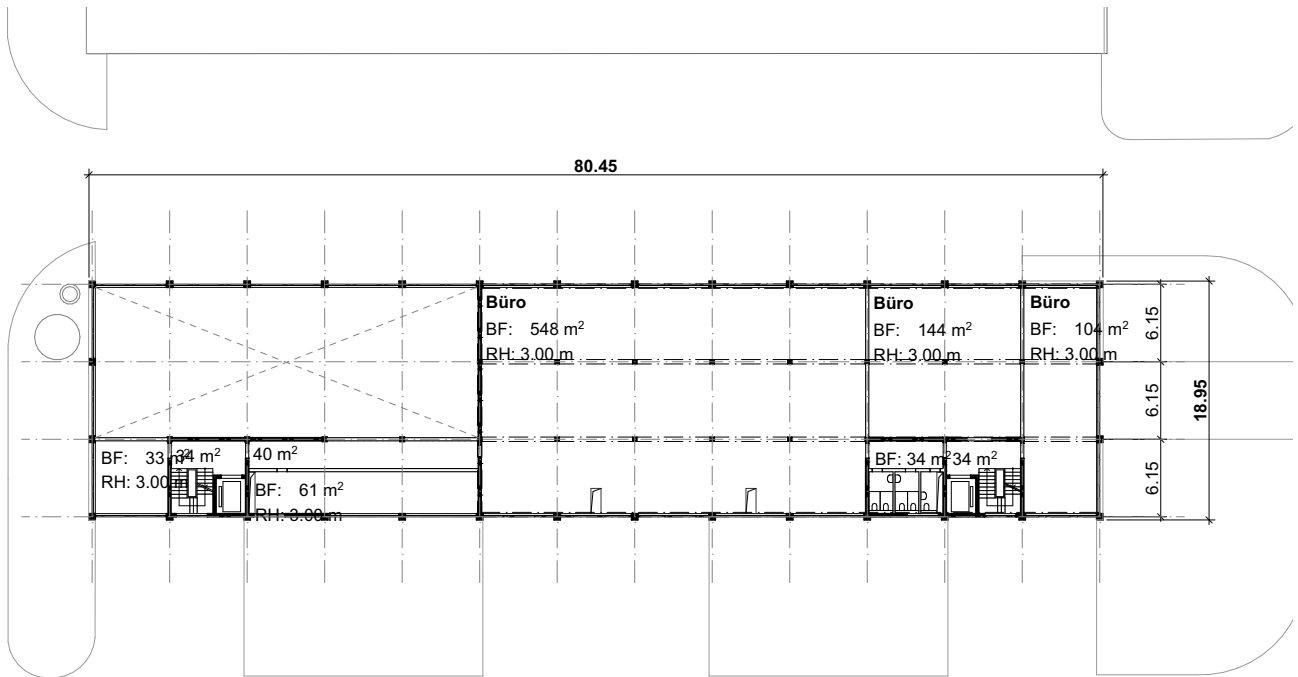 80.45
Büro
BF: 548 m²
RH: 3.00 m
Büro
BF: 144 m²
RH: 3.00 m
Büro
BF: 104 m²
RH: 3.00 m
6.15
6.15
6.15
18.95
BF: 33 m²
RH: 3.00 m
34 m²
40 m²
BF: 61 m²
RH: 3.00 m
BF: 34 m²
34 m²